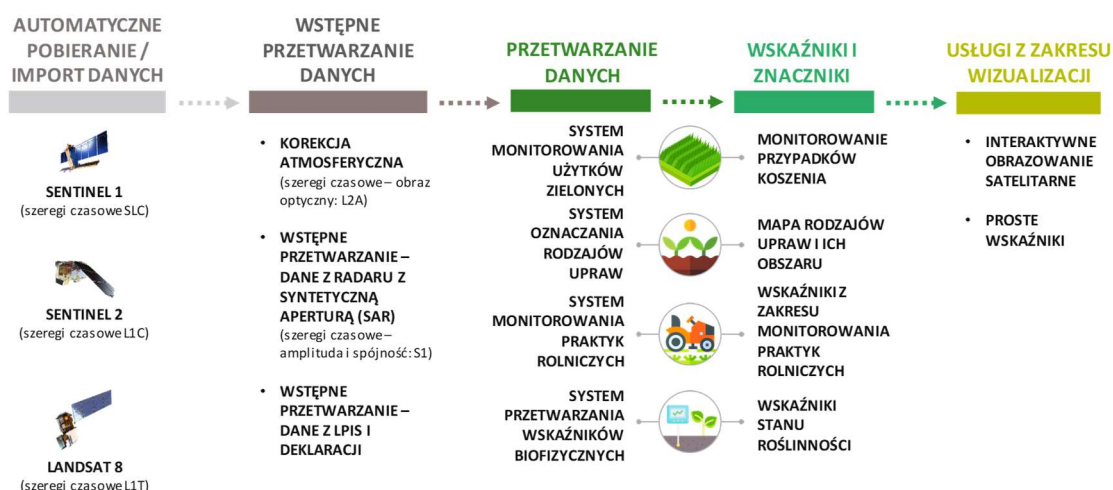 AUTOMATYCZNE
POBIERANIE /
IMPORT DANYCH
WSTĘPNE
PRZETWARZANIE
DANYCH
PRZETWARZANIE
DANYCH
WSKAŹNIKI I
ZNACZNIKI
USŁUGI Z ZAKRESU
WIZUALIZACJI
SENTINEL 1
(szeregi czasowe SLC)
SENTINEL 2
(szeregi czasowe L1C)
LANDSAT 8
(szeregi czasowe L1T)
• KOREKCJA
ATMOSFERYCZNA
(szeregi czasowe – obraz
optyczny: L2A)
• WSTĘPNE
PRZETWARZANIE –
DANE Z RADARU Z
SYNTETYCZNĄ
APERTURĄ (SAR)
(szeregi czasowe –
amplituda i spójność: S1)
• WSTĘPNE
PRZETWARZANIE –
DANE Z LPIS I
DEKLARACJI
SYSTEM
MONITOROWANIA
UŻYTKÓW
ZIELONYCH
SYSTEM
OZNACZANIA
RODZAJÓW
UPRAW
SYSTEM
MONITOROWANIA
PRAKTYK
ROLNICZYCH
SYSTEM
PRZETWARZANIA
WSKAŹNIKÓW
BIOFIZYCZNYCH
MONITOROWANIE
PRZYPADKÓW
KOSZENIA
MAPA RODZAJÓW
UPRAW I ICH
OBSZARU
WSKAŹNIKI Z
ZAKRESU
MONITOROWANIA
PRAKTYK
ROLNICZYCH
WSKAŹNIKI
STANU
ROŚLINNOŚCI
• INTERAKTYWNE
OBRAZOWANIE
SATELITARNE
• PROSTE
WSKAŹNIKI